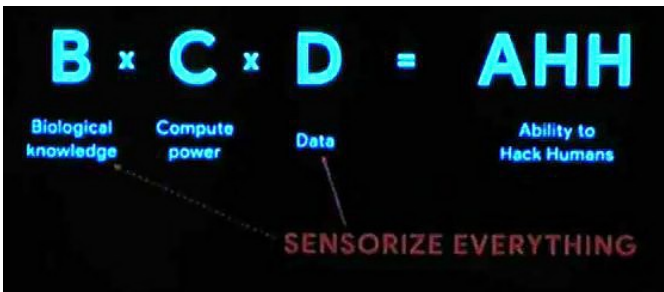 B x C x D = AHH
Biological knowledge
Compute power
Data
Ability to Hack Humans
SENSORIZE EVERYTHING